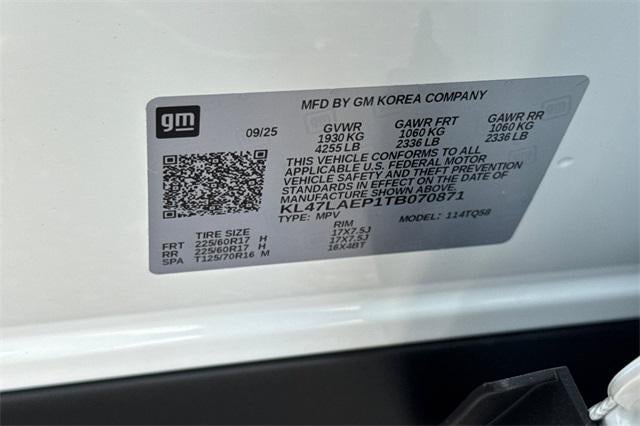 MFD BY GM KOREA COMPANY
gm
09/25 GVWR GAWR FRT GAWR RR
1930 KG 1060 KG 1060 KG
4255 LB 2336 LB 2336 LB
THIS VEHICLE CONFORMS TO ALL
APPLICABLE U.S. FEDERAL MOTOR
VEHICLE SAFETY AND THEFT PREVENTION
STANDARDS IN EFFECT ON THE DATE OF
MANUFACTURE SHOWN ABOVE.
KL47LAEP1TB070871
TYPE: MPV MODEL: 114TQ58
TIRE SIZE RIM
FRT 225/60R17 H 17X7.5J
RR 225/60R17 H 17X7.5J
SPA T125/70R16 M 16X4BT